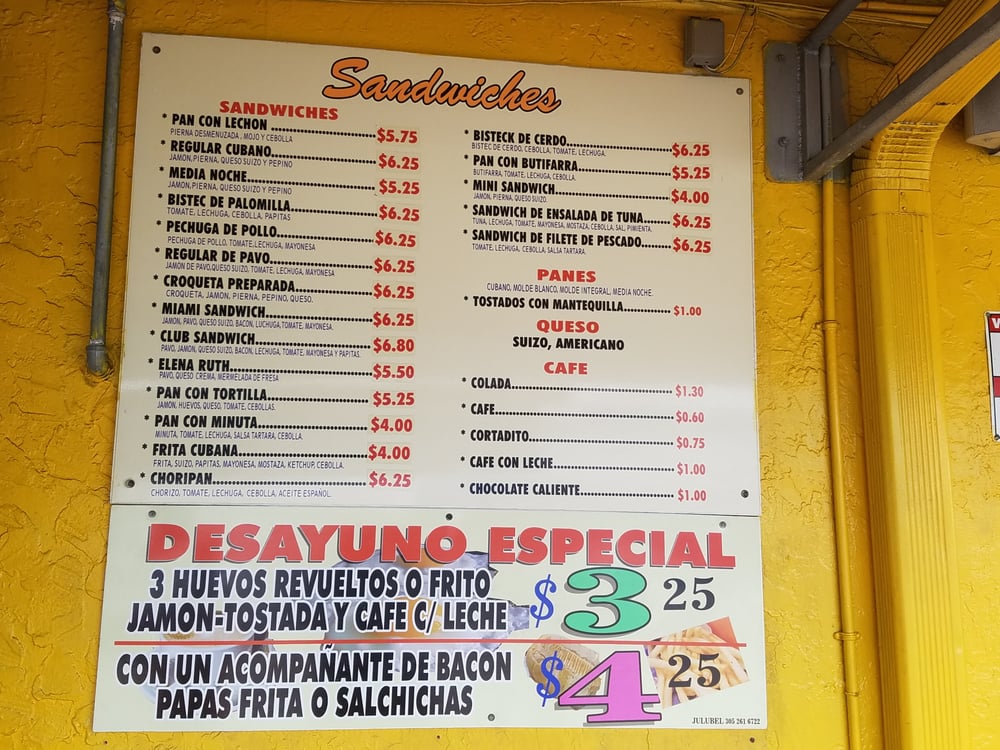 Sandwiches
SANDWICHES
* PAN CON LECHON ........ $5.75
PIERNA DESMENUZADA, MOJO Y CEBOLLA
* REGULAR CUBANO........ $6.25
JAMON,PIERNA, QUESO SUIZO Y PEPINO
* MEDIA NOCHE........ $5.25
JAMON,PIERNA, QUESO SUIZO Y PEPINO
* BISTEC DE PALOMILLA........ $6.25
TOMATE, LECHUGA, CEBOLLA, PAPITAS
* PECHUGA DE POLLO........ $6.25
PECHUGA DE POLLO, TOMATE,LECHUGA, MAYONESA
* REGULAR DE PAVO........ $6.25
JAMON DE PAVO,QUESO SUIZO, TOMATE, LECHUGA, MAYONESA
* CROQUETA PREPARADA........ $6.25
CROQUETA, JAMON, PIERNA, PEPINO, QUESO.
* MIAMI SANDWICH........ $6.25
JAMON, PAVO, QUESO SUIZO, BACON, LUCHUGA,TOMATE, MAYONESA.
* CLUB SANDWICH........ $6.80
PAVO, JAMON, QUESO SUIZO, BACON, LECHUGA, TOMATE, MAYONESA Y PAPITAS.
* ELENA RUTH........ $5.50
PAVO, QUESO CREMA, MERMELADA DE FRESA
* PAN CON TORTILLA........ $5.25
JAMON, HUEVOS, QUESO, TOMATE, CEBOLLAS.
* PAN CON MINUTA........ $4.00
MINUTA, TOMATE, LECHUGA, SALSA TARTARA, CEBOLLA.
* FRITA CUBANA........ $4.00
FRITA, SUIZO, PAPITAS, MAYONESA, MOSTAZA, KETCHUP, CEBOLLA.
* CHORIPAN........ $6.25
CHORIZO, TOMATE, LECHUGA, CEBOLLA, ACEITE ESPANOL.
* BISTECK DE CERDO........ $6.25
BISTEC DE CERDO, CEBOLLA, TOMATE, LECHUGA.
* PAN CON BUTIFARRA........ $5.25
BUTIFARRA, TOMATE, LECHUGA, CEBOLLA.
* MINI SANDWICH........ $4.00
JAMON, PIERNA, QUESO SUIZO.
* SANDWICH DE ENSALADA DE TUNA........ $6.25
TUNA, LECHUGA, TOMATE, MAYONESA, MOSTAZA, CEBOLLA, SAL, PIMIENTA.
* SANDWICH DE FILETE DE PESCADO........ $6.25
TOMATE, LECHUGA, CEBOLLA, SALSA TARTARA.
PANES
CUBANO, MOLDE BLANCO, MOLDE INTEGRAL, MEDIA NOCHE.
* TOSTADOS CON MANTEQUILLA........ $1.00
QUESO
SUIZO, AMERICANO
CAFE
* COLADA........ $1.30
* CAFE........ $0.60
* CORTADITO........ $0.75
* CAFE CON LECHE........ $1.00
* CHOCOLATE CALIENTE........ $1.00
DESAYUNO ESPECIAL
3 HUEVOS REVUELTOS O FRITO
JAMON-TOSTADA Y CAFE C/ LECHE $3 25
CON UN ACOMPAÑANTE DE BACON
PAPAS FRITA O SALCHICHAS $4 25
JULUBEL 305 261 6722